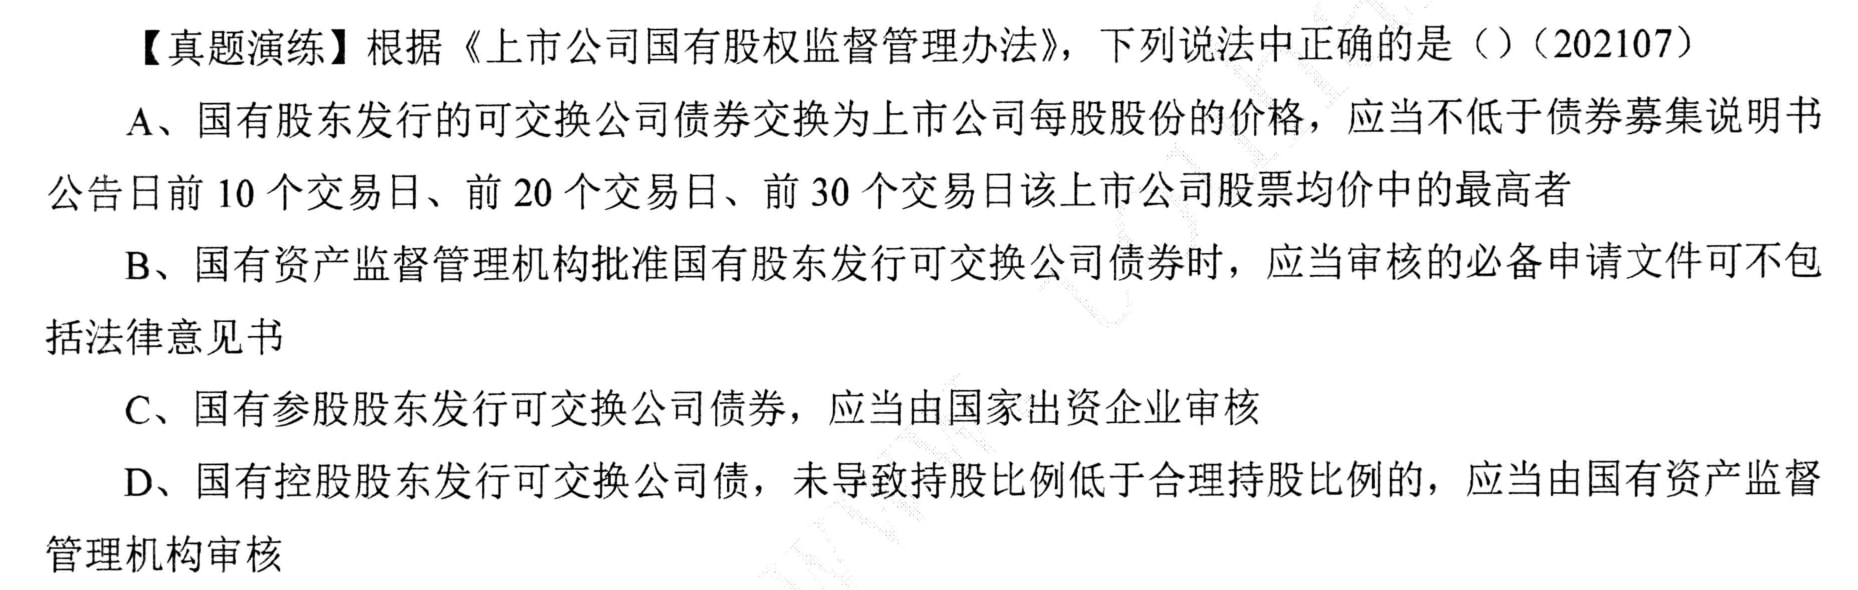 【真题演练】根据《上市公司国有股权监督管理办法》，下列说法中正确的是（）（202107）
A、国有股东发行的可交换公司债券交换为上市公司每股股份的价格，应当不低于债券募集说明书
公告日前 10 个交易日、前 20 个交易日、前 30 个交易日该上市公司股票均价中的最高者
B、国有资产监督管理机构批准国有股东发行可交换公司债券时，应当审核的必备申请文件可不包
括法律意见书
C、国有参股股东发行可交换公司债券，应当由国家出资企业审核
D、国有控股股东发行可交换公司债，未导致持股比例低于合理持股比例的，应当由国有资产监督
管理机构审核